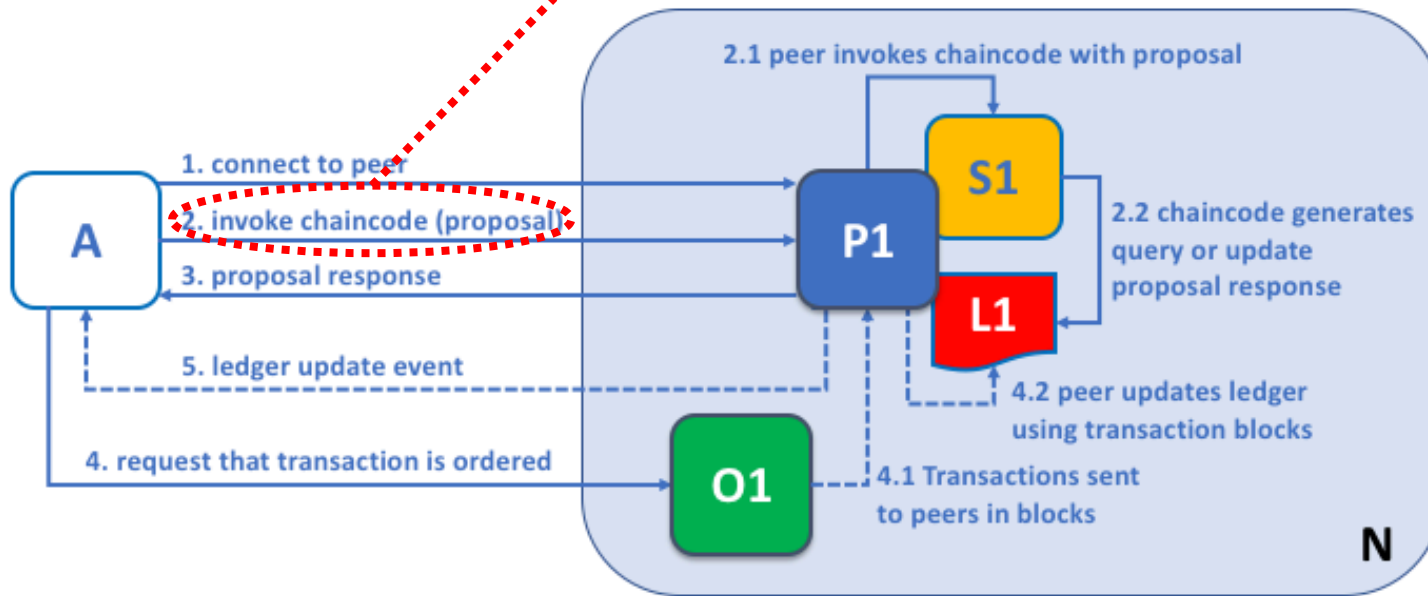 2.1 peer invokes chaincode with proposal
1. connect to peer
S1
A
2. invoke chaincode (proposal)
P1
2.2 chaincode generates
query or update
proposal response
3. proposal response
L1
5. ledger update event
4.2 peer updates ledger
using transaction blocks
4. request that transaction is ordered
O1
4.1 Transactions sent
to peers in blocks
N